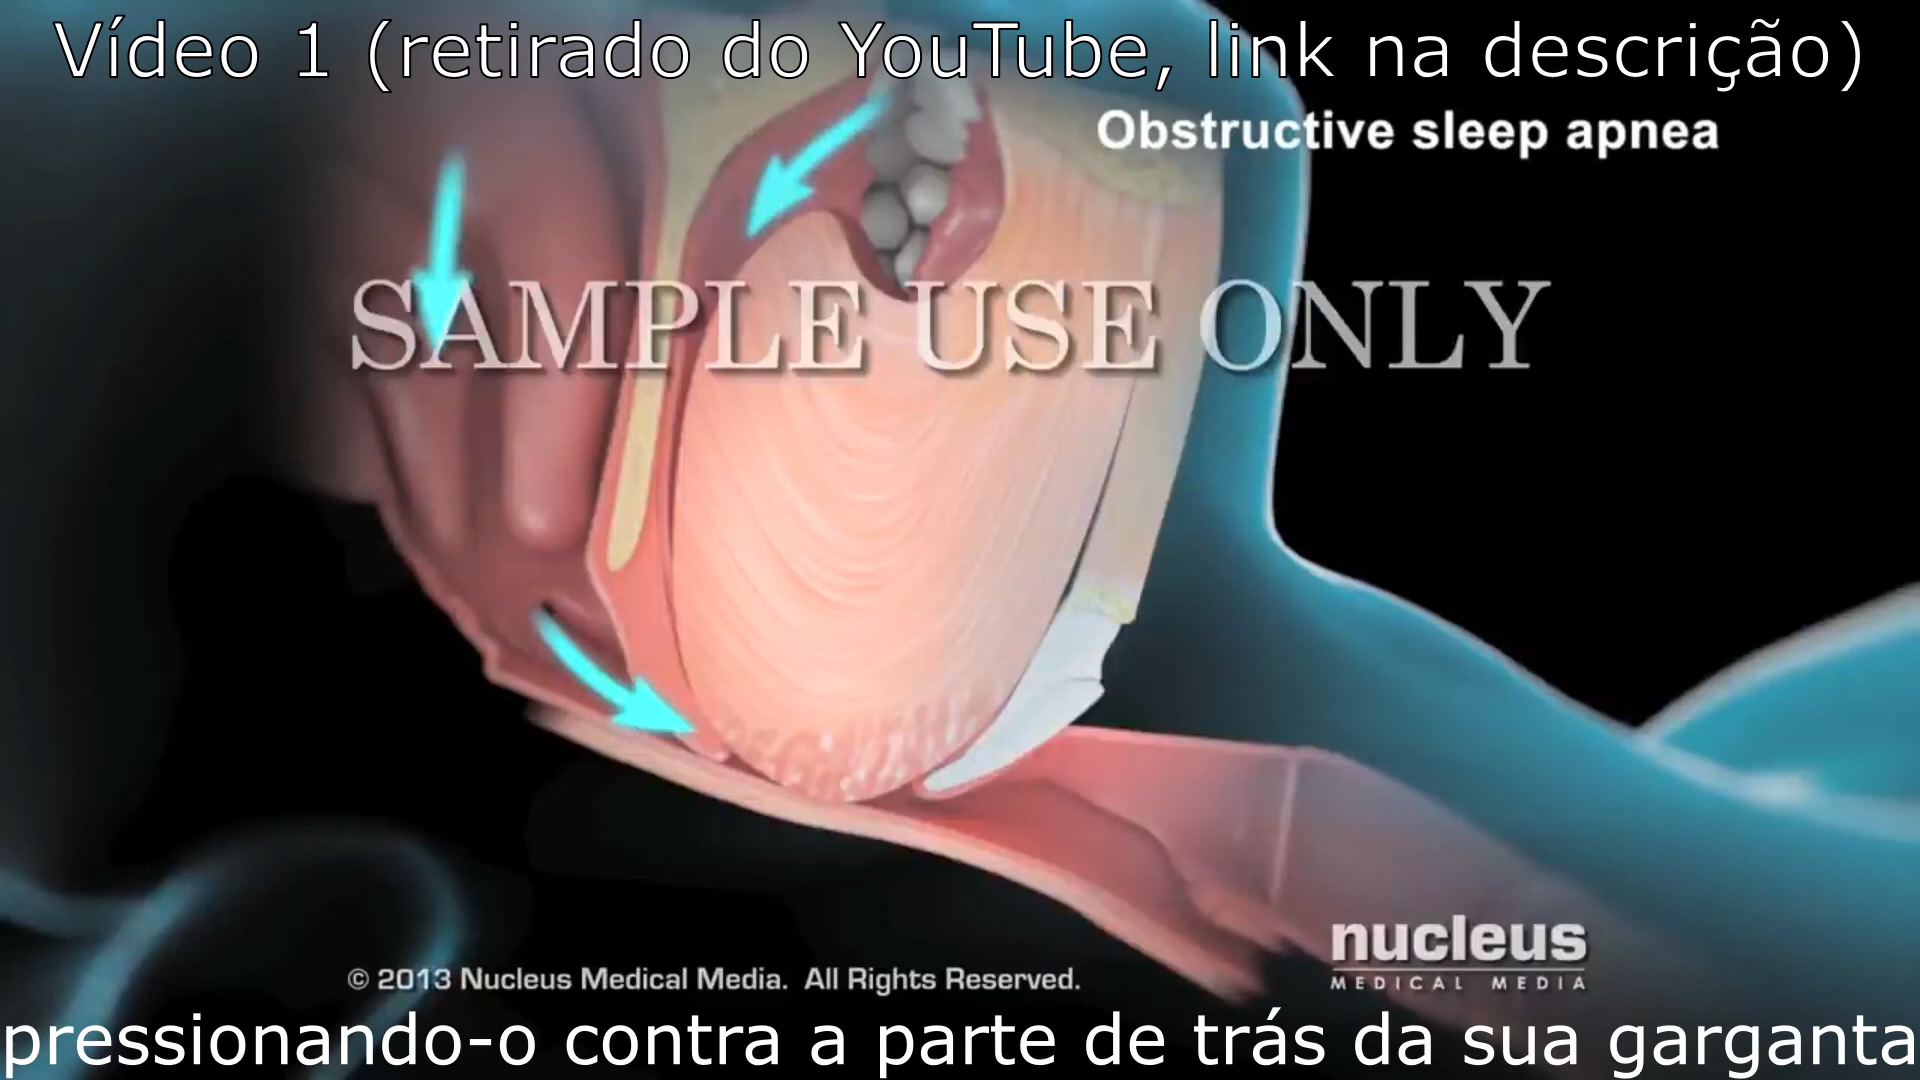 Vídeo 1 (retirado do YouTube, link na descrição)
Obstructive sleep apnea
SAMPLE USE ONLY
nucleus
MEDICAL MEDIA
© 2013 Nucleus Medical Media. All Rights Reserved.
pressionando-o contra a parte de trás da sua garganta